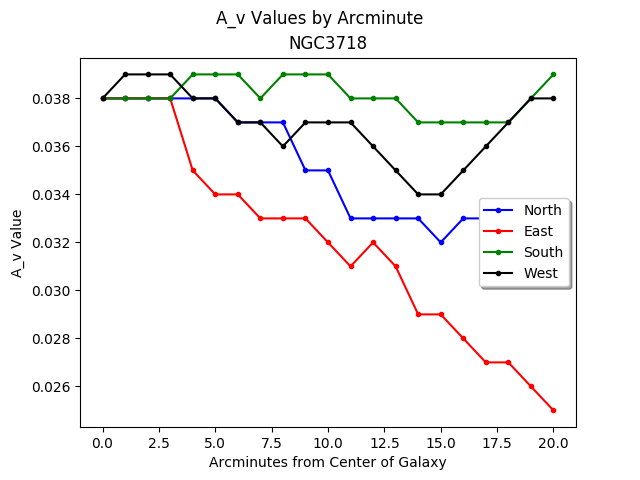 A_v Values by Arcminute
NGC3718
A_v Value
0.038
0.036
0.034
0.032
0.030
0.028
0.026
North
East
South
West
0.0 2.5 5.0 7.5 10.0 12.5 15.0 17.5 20.0
Arcminutes from Center of Galaxy